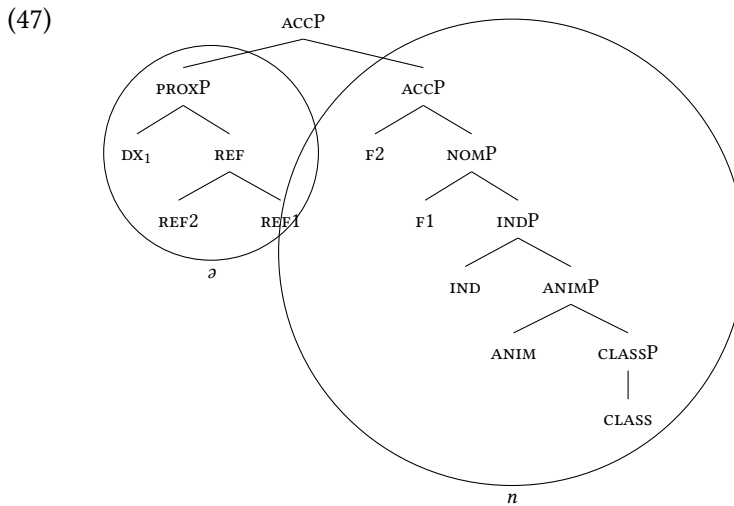 (47)
ACCP
PROXP ACCP
DX₁ REF F2 NOMP
REF2 REF1 F1 INDP
ə
IND ANIMP
ANIM CLASSP
CLASS
n